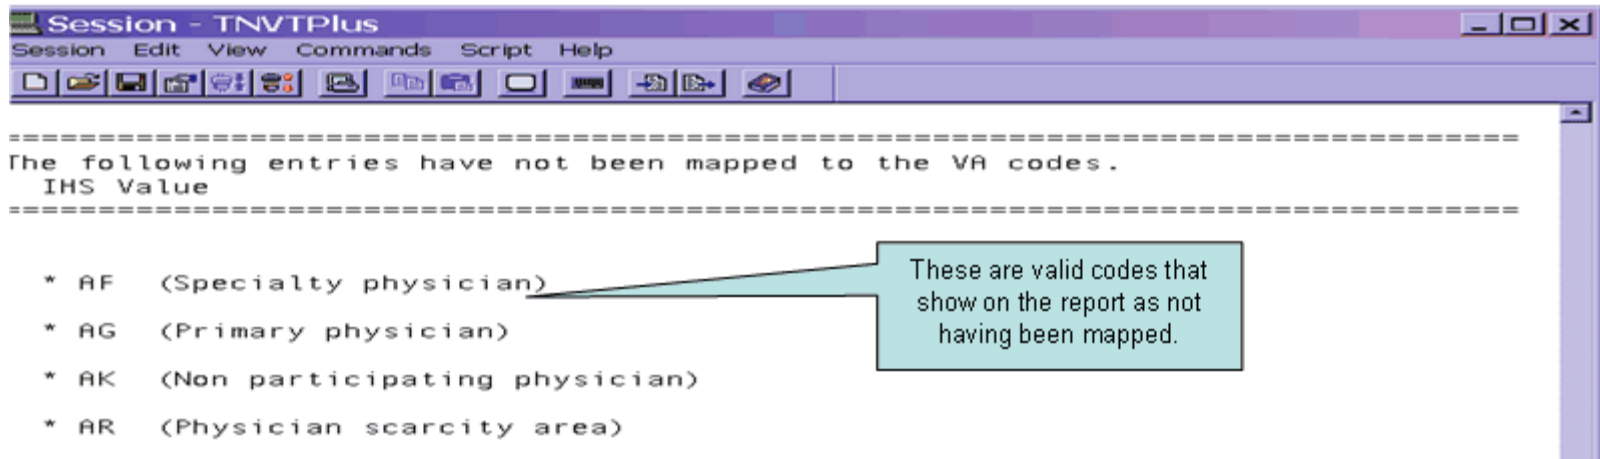 Session - TNVTPlus
Session Edit View Commands Script Help
================================================================================
The following entries have not been mapped to the VA codes.
IHS Value
================================================================================
* AF (Specialty physician)
These are valid codes that
show on the report as not
having been mapped.
* AG (Primary physician)
* AK (Non participating physician)
* AR (Physician scarcity area)